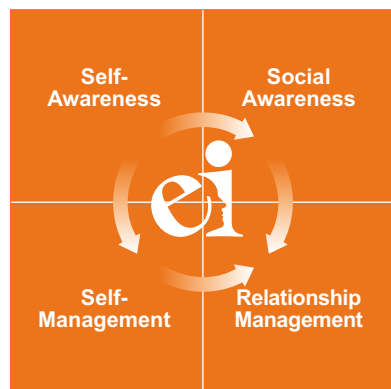 Self-
Awareness
Social
Awareness
ei
Self-
Management
Relationship
Management